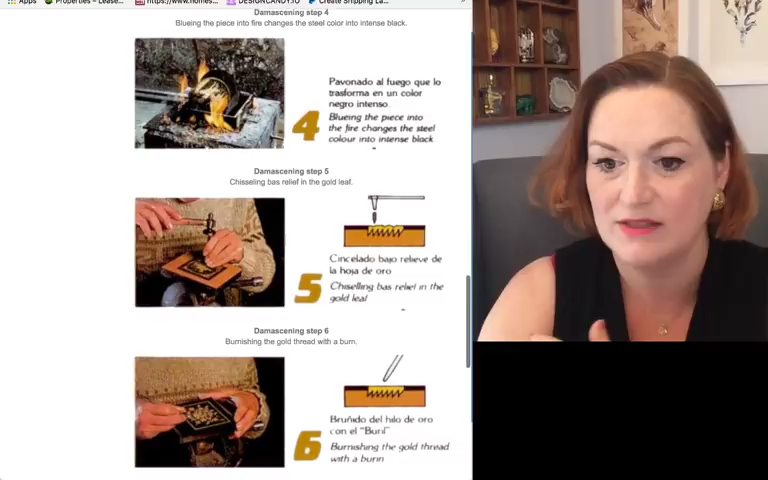 Apps
Properties – Lease...
https://www.homes...
DESIGNCANDY.IO
Create Shipping La...
Damascening step 4
Blueing the piece into fire changes the steel color into intense black.
4
Pavonado al fuego que lo
trasforma en un color
negro intenso
Blueing the piece into
the fire changes the steel
colour into intense black
Damascening step 5
Chisseling bas relief in the gold leaf.
5
Cincelado bajo relieve de
la hoja de oro
Chiselling bas relief in the
gold leaf
Damascening step 6
Burnishing the gold thread with a burn.
6
Bruñido del hilo de oro
con el "Buril"
Burnishing the gold thread
with a burin